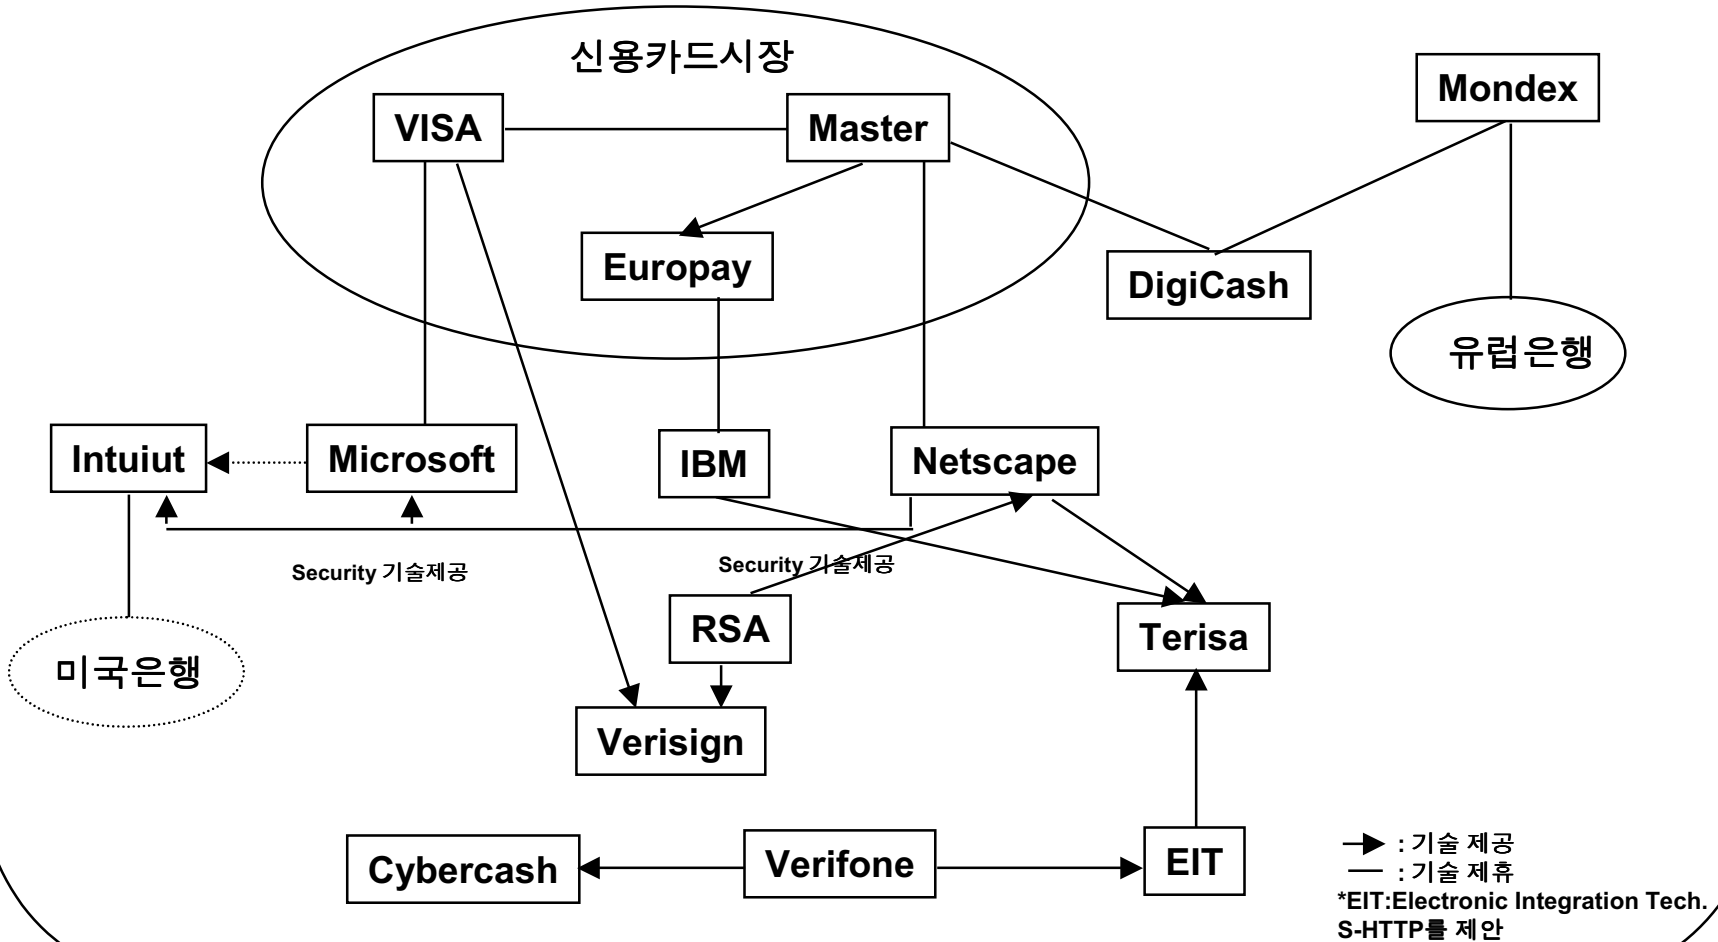 신용카드시장
Mondex
VISA
Master
Europay
DigiCash
유럽은행
Intuiut
Microsoft
IBM
Netscape
Security 기술제공
Security 기술제공
RSA
Terisa
미국은행
Verisign
Cybercash
Verifone
EIT
: 기술 제공
: 기술 제휴
*EIT:Electronic Integration Tech.
S-HTTP를 제안